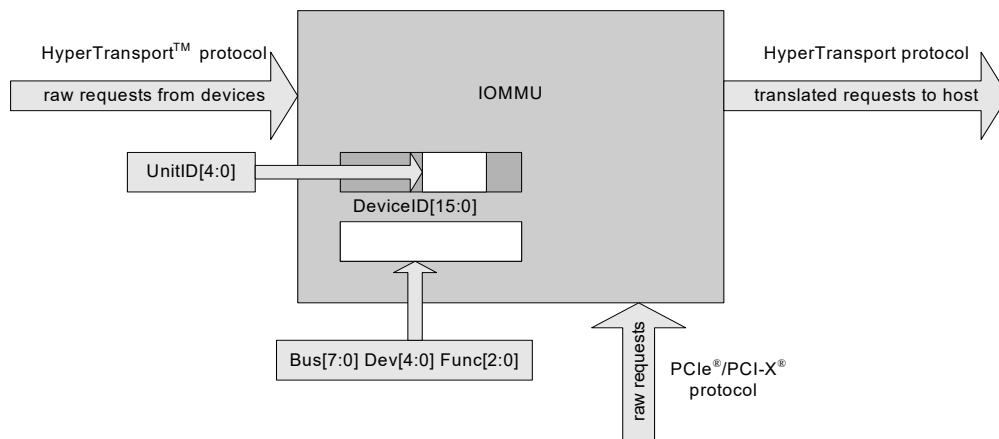 HyperTransport™ protocol
raw requests from devices
IOMMU
HyperTransport protocol
translated requests to host
UnitID[4:0]
DeviceID[15:0]
Bus[7:0] Dev[4:0] Func[2:0]
raw requests
PCIe®/PCI-X®
protocol